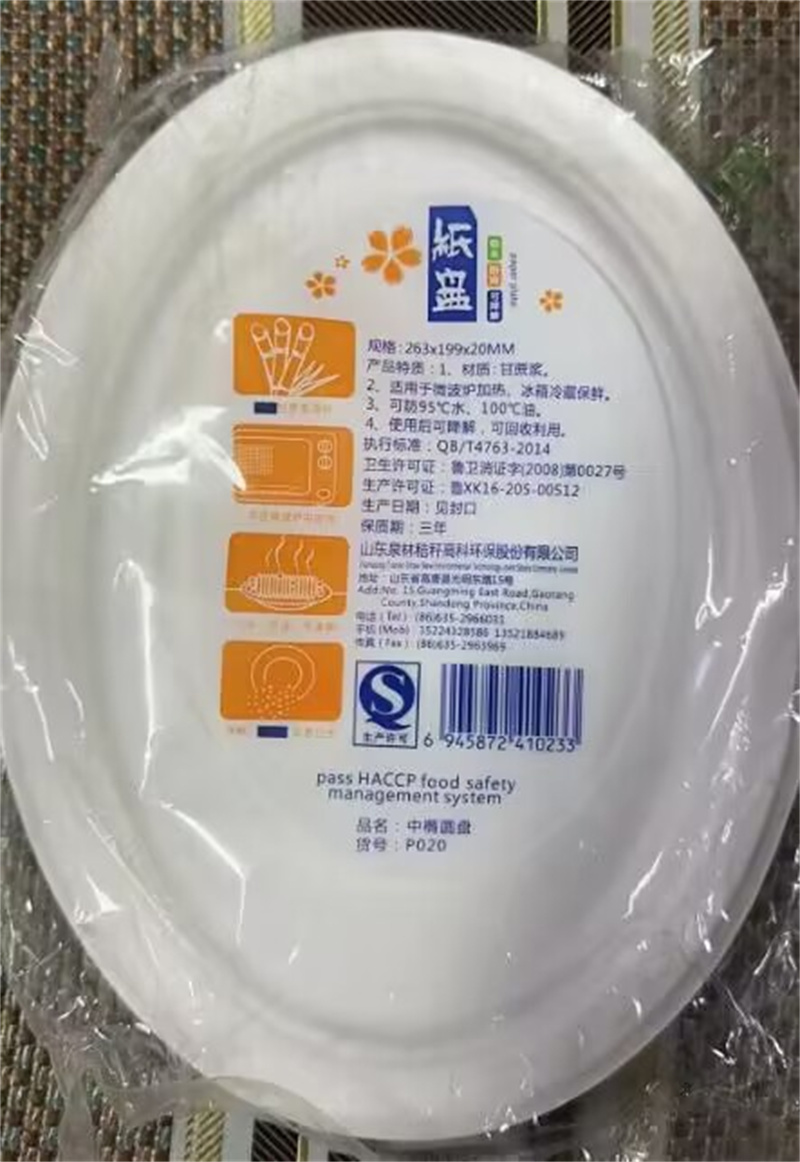 紙盘
paper plate
规格:263x199x20MM
产品特质:1、材质:甘蔗浆。
2、适用于微波炉加热、冰箱冷藏保鲜。
3、可防95℃水、100℃油。
4、使用后可降解,可回收利用。
执行标准:QB/T4763-2014
卫生许可证:鲁卫消证字(2008)第0027号
生产许可证:鲁XK16-205-00512
生产日期:见封口
保质期:三年
山东泉林秸秆高科环保股份有限公司
地址:山东省高唐县光明东路15号
Add:No. 15 Guangming East Road,Gaotang
County,Shandong Province,China
电话(Tel):(86)635-2966031
手机(Mob):15224328586 13521884689
传真(Fax):(86)635-2963969
生产许可
6 945872 410233
pass HACCP food safety
management system
品名:中椭圆盘
货号:P020